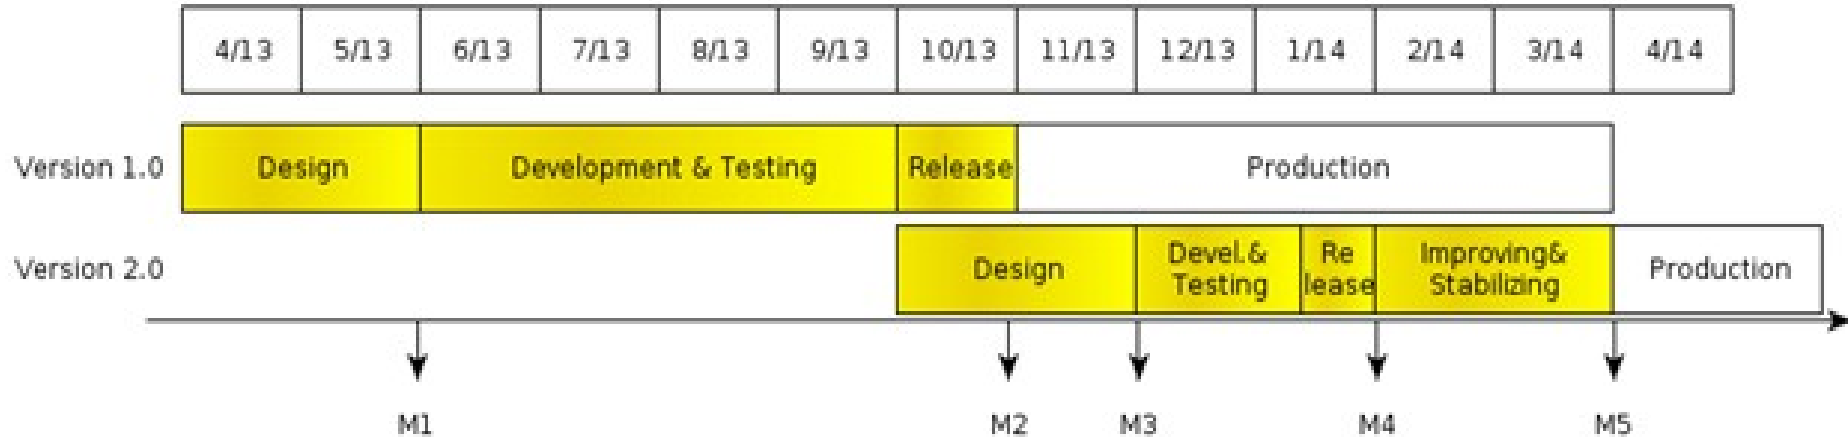 4/13 5/13 6/13 7/13 8/13 9/13 10/13 11/13 12/13 1/14 2/14 3/14 4/14
Version 1.0 Design Development & Testing Release Production
Version 2.0 Design Devel.& Testing Re lease Improving& Stabilizing Production
M1 M2 M3 M4 M5